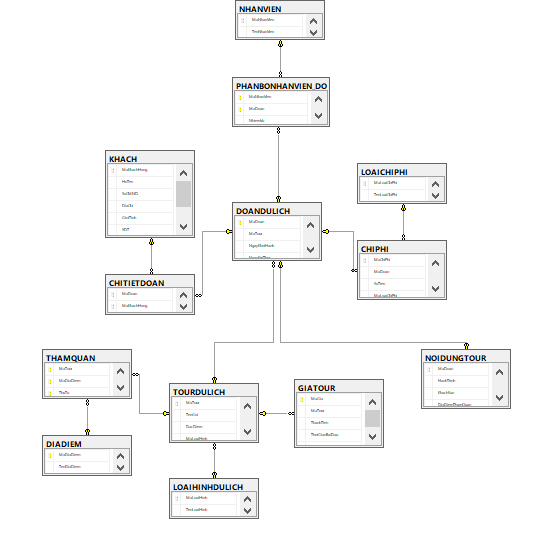 NHANVIEN
MaNhanVien
TenNhanVien
PHANBONHANVIEN_DO
MaNhanVien
MaDoan
NhiemVu
KHACH
MaKhachHang
HoTen
SoCMND
DiaChi
GioiTinh
SDT
LOAICHIPHI
MaLoaiChiPhi
TenLoaiChiPhi
DOANDULICH
MaDoan
MaTour
NgayKhoiHanh
NgayKetThuc
CHIPHI
MaChiPhi
MaDoan
SoTien
MaLoaiChiPhi
CHITIETDOAN
MaDoan
MaKhachHang
THAMQUAN
MaTour
MaDiaDiem
ThuTu
NOIDUNGTOUR
MaDoan
HanhTrinh
KhachSan
DiaDiemThamQuan
TOURDULICH
MaTour
TenGoi
DacDiem
MaLoaiHinh
GIATOUR
MaGia
MaTour
ThanhTien
ThoiGianBatDau
DIADIEM
MaDiaDiem
TenDiaDiem
LOAIHINHDULICH
MaLoaiHinh
TenLoaiHinh